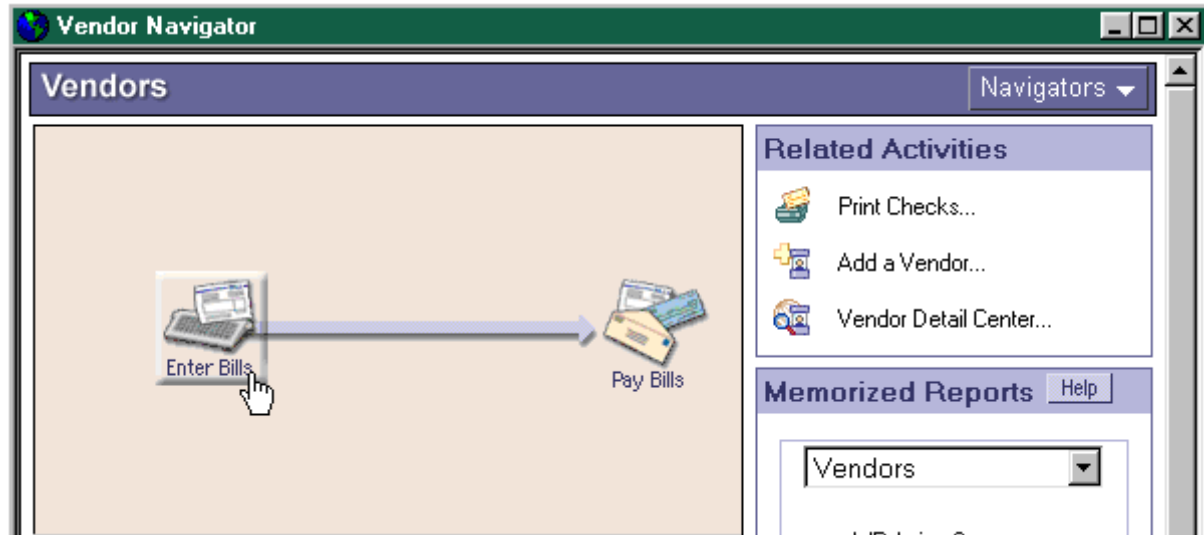 Vendor Navigator
Vendors
Navigators
Enter Bills
Pay Bills
Related Activities
Print Checks...
Add a Vendor...
Vendor Detail Center...
Memorized Reports
Help
Vendors